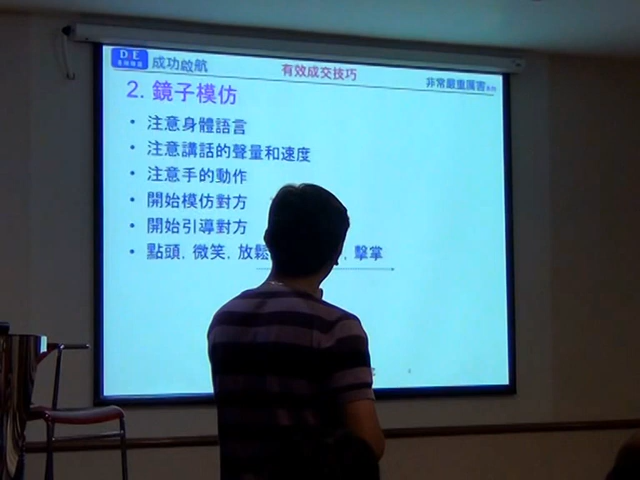 D E
成功啟航
有效成交技巧
非常嚴重厲害
2. 鏡子模仿
• 注意身體語言
• 注意講話的聲量和速度
• 注意手的動作
• 開始模仿對方
• 開始引導對方
• 點頭, 微笑, 放鬆 , 擊掌